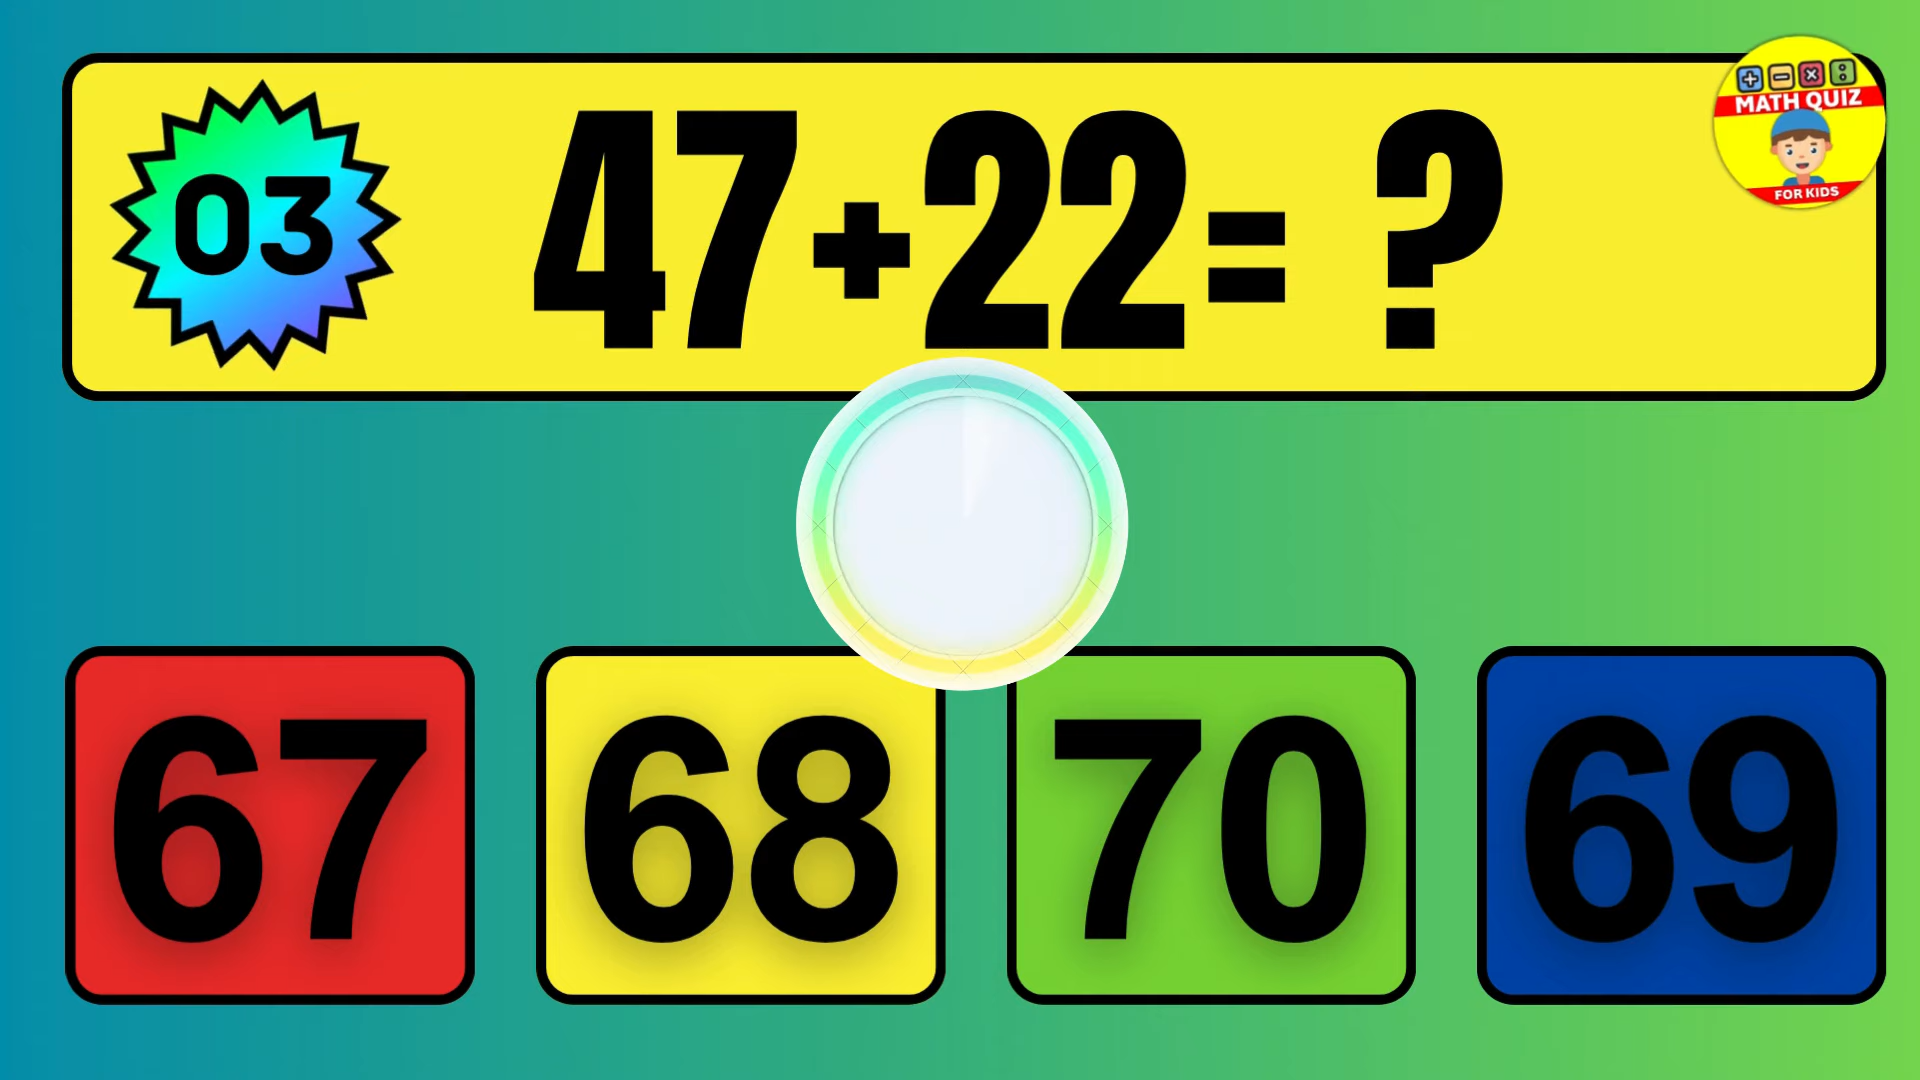 03
47+22= ?
+ − × :
MATH QUIZ
FOR KIDS
67
68
70
69